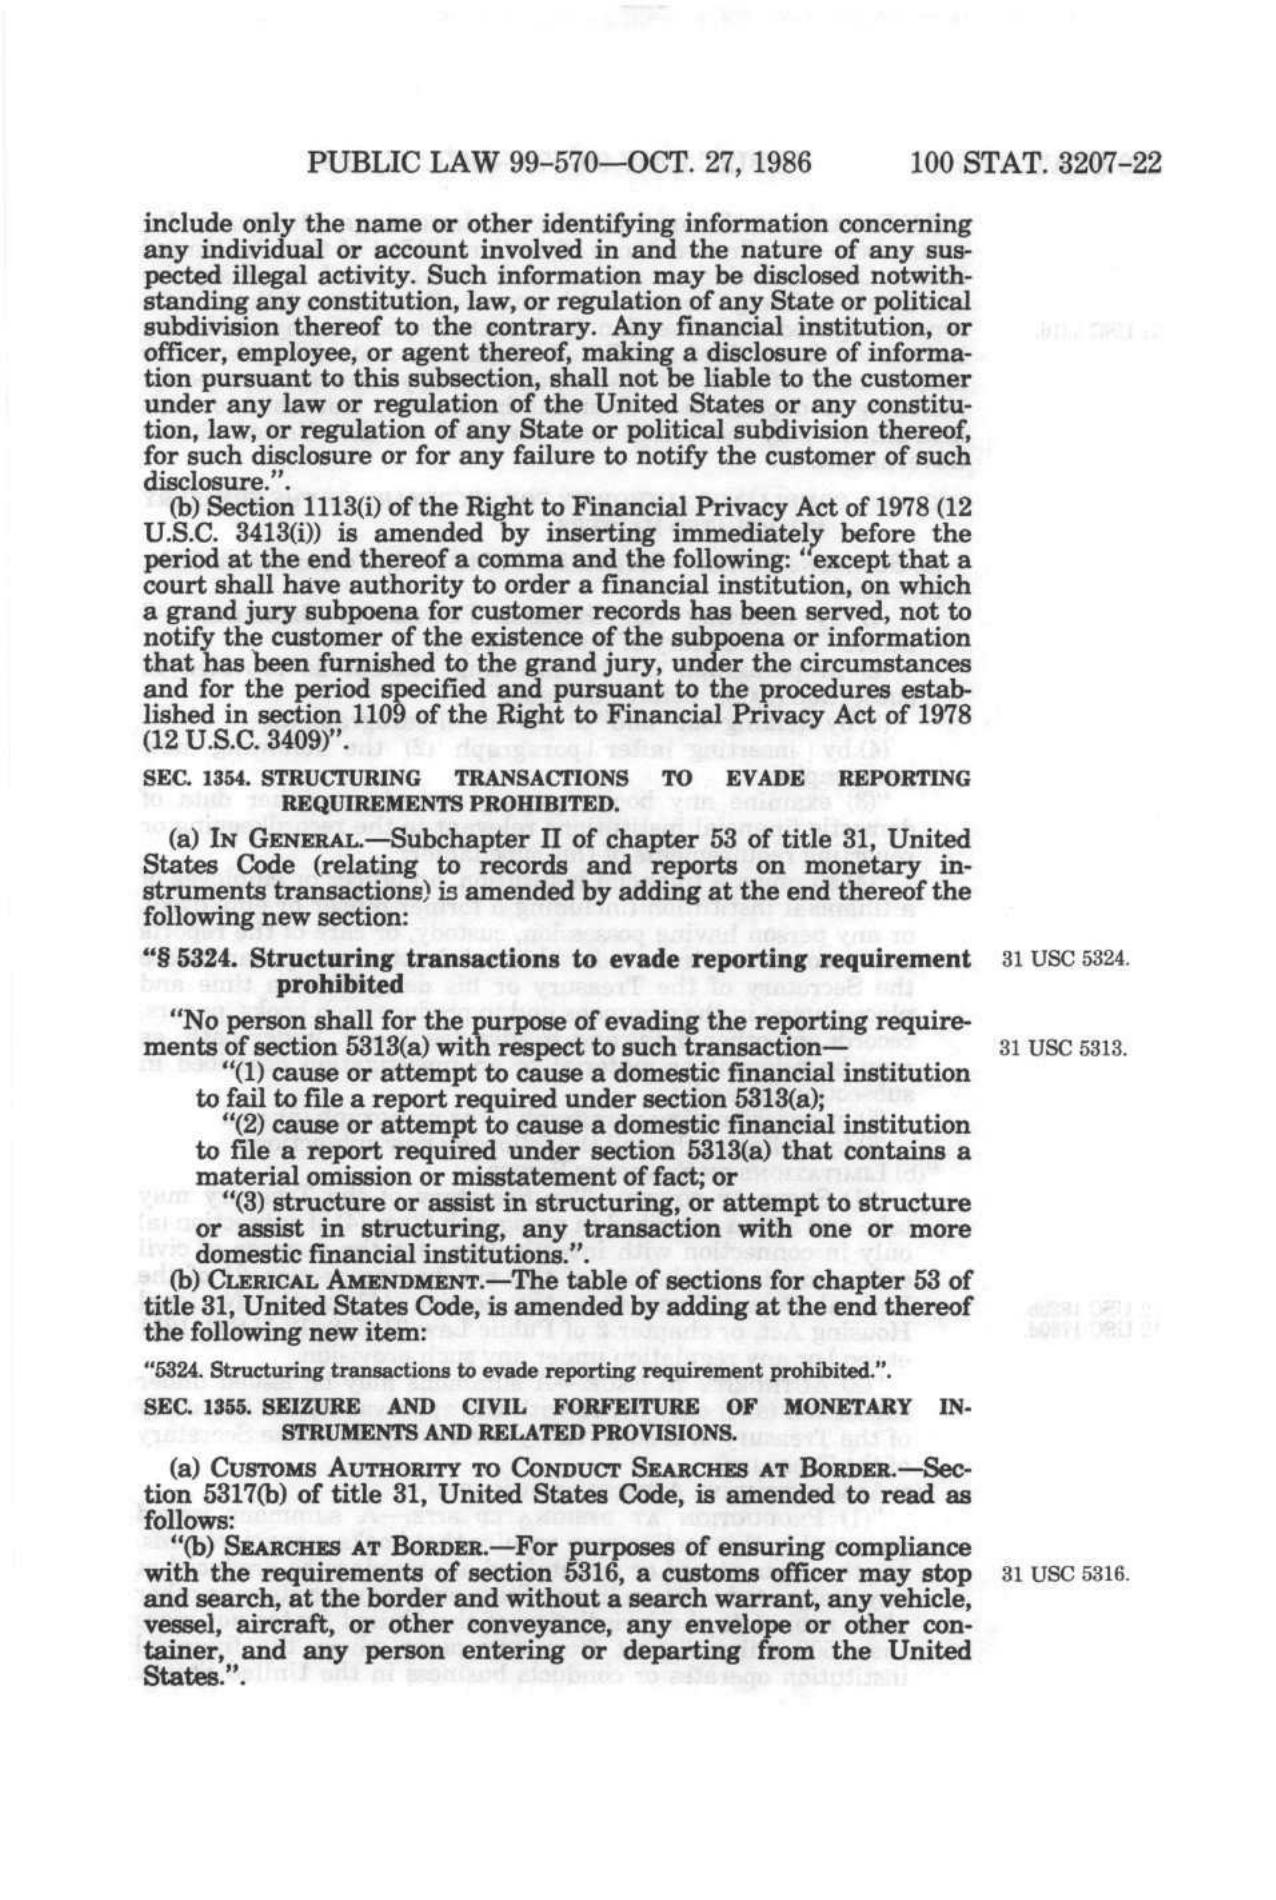 PUBLIC LAW 99–570—OCT. 27, 1986 100 STAT. 3207–22
include only the name or other identifying information concerning
any individual or account involved in and the nature of any sus-
pected illegal activity. Such information may be disclosed notwith-
standing any constitution, law, or regulation of any State or political
subdivision thereof to the contrary. Any financial institution, or
officer, employee, or agent thereof, making a disclosure of informa-
tion pursuant to this subsection, shall not be liable to the customer
under any law or regulation of the United States or any constitu-
tion, law, or regulation of any State or political subdivision thereof,
for such disclosure or for any failure to notify the customer of such
disclosure.”.
(b) Section 1113(i) of the Right to Financial Privacy Act of 1978 (12
U.S.C. 3413(i)) is amended by inserting immediately before the
period at the end thereof a comma and the following: “except that a
court shall have authority to order a financial institution, on which
a grand jury subpoena for customer records has been served, not to
notify the customer of the existence of the subpoena or information
that has been furnished to the grand jury, under the circumstances
and for the period specified and pursuant to the procedures estab-
lished in section 1109 of the Right to Financial Privacy Act of 1978
(12 U.S.C. 3409)”.
SEC. 1354. STRUCTURING TRANSACTIONS TO EVADE REPORTING
REQUIREMENTS PROHIBITED.
(a) IN GENERAL.—Subchapter II of chapter 53 of title 31, United
States Code (relating to records and reports on monetary in-
struments transactions) is amended by adding at the end thereof the
following new section:
“§ 5324. Structuring transactions to evade reporting requirement 31 USC 5324.
prohibited
“No person shall for the purpose of evading the reporting require-
ments of section 5313(a) with respect to such transaction— 31 USC 5313.
“(1) cause or attempt to cause a domestic financial institution
to fail to file a report required under section 5313(a);
“(2) cause or attempt to cause a domestic financial institution
to file a report required under section 5313(a) that contains a
material omission or misstatement of fact; or
“(3) structure or assist in structuring, or attempt to structure
or assist in structuring, any transaction with one or more
domestic financial institutions.”.
(b) CLERICAL AMENDMENT.—The table of sections for chapter 53 of
title 31, United States Code, is amended by adding at the end thereof
the following new item:
“5324. Structuring transactions to evade reporting requirement prohibited.”.
SEC. 1355. SEIZURE AND CIVIL FORFEITURE OF MONETARY IN-
STRUMENTS AND RELATED PROVISIONS.
(a) CUSTOMS AUTHORITY TO CONDUCT SEARCHES AT BORDER.—Sec-
tion 5317(b) of title 31, United States Code, is amended to read as
follows:
“(b) SEARCHES AT BORDER.—For purposes of ensuring compliance
with the requirements of section 5316, a customs officer may stop 31 USC 5316.
and search, at the border and without a search warrant, any vehicle,
vessel, aircraft, or other conveyance, any envelope or other con-
tainer, and any person entering or departing from the United
States.”.